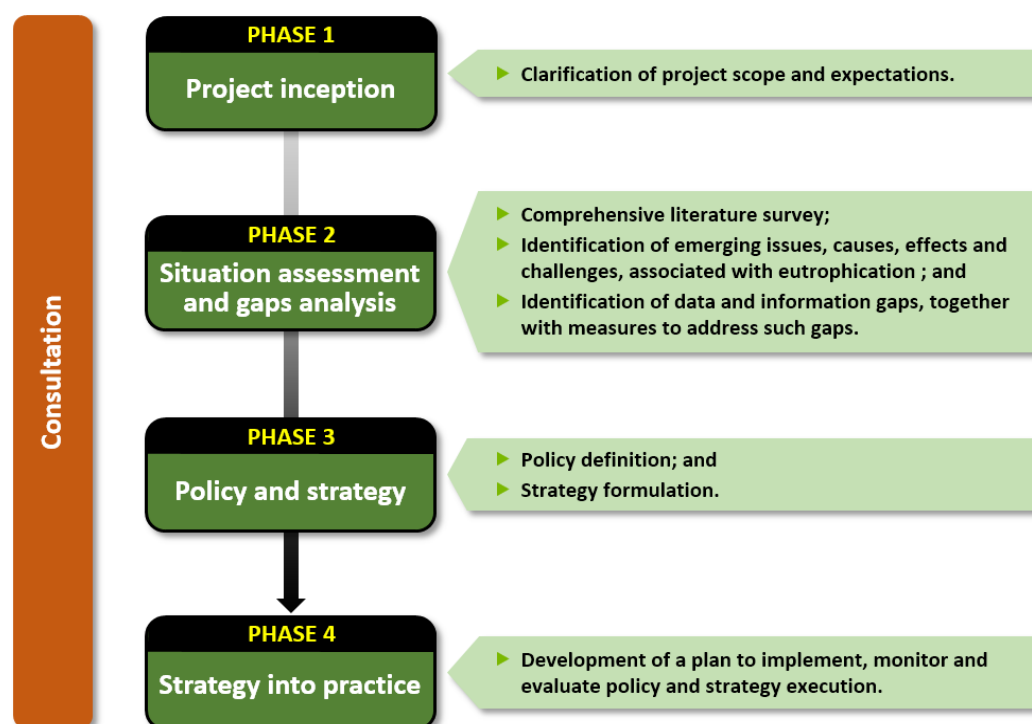 Consultation
PHASE 1
Project inception
Clarification of project scope and expectations.
PHASE 2
Situation assessment
and gaps analysis
Comprehensive literature survey;
Identification of emerging issues, causes, effects and
challenges, associated with eutrophication ; and
Identification of data and information gaps, together
with measures to address such gaps.
PHASE 3
Policy and strategy
Policy definition; and
Strategy formulation.
PHASE 4
Strategy into practice
Development of a plan to implement, monitor and
evaluate policy and strategy execution.